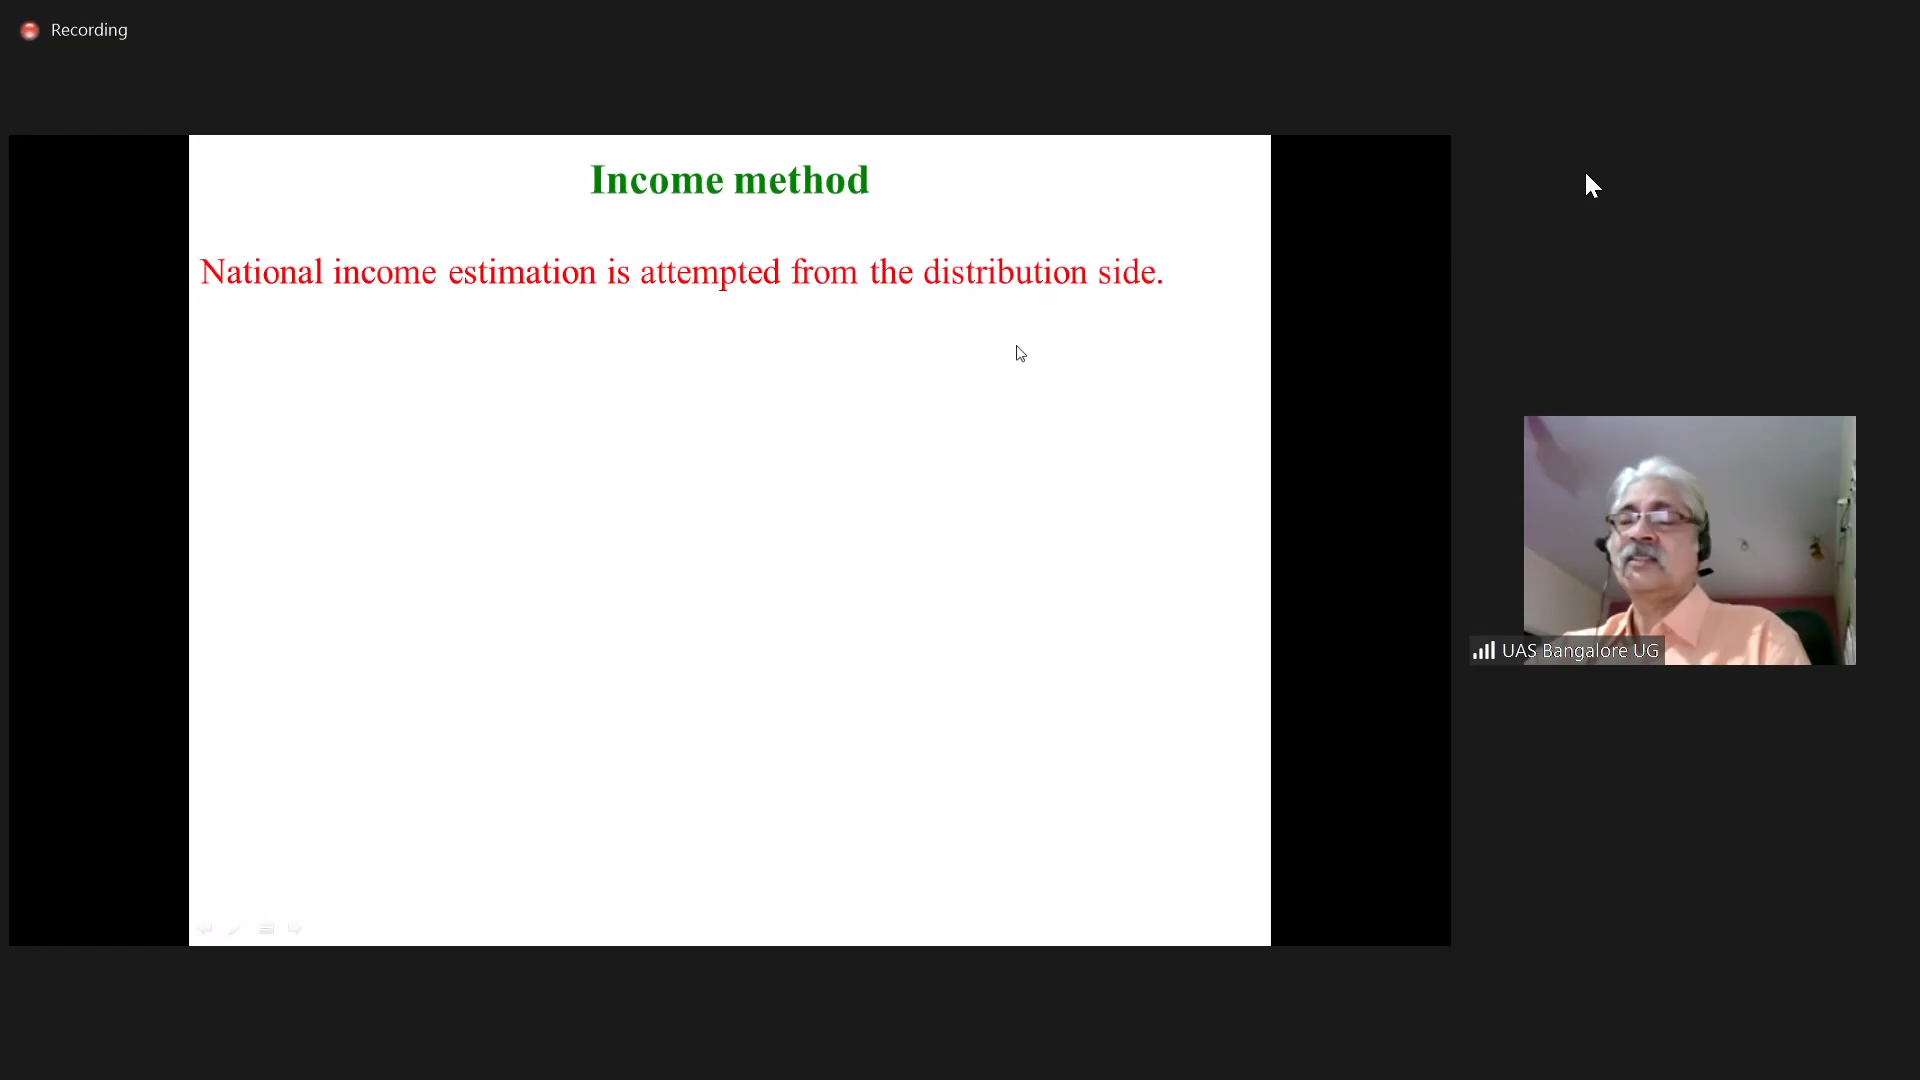 Recording
Income method
National income estimation is attempted from the distribution side.
UAS Bangalore UG